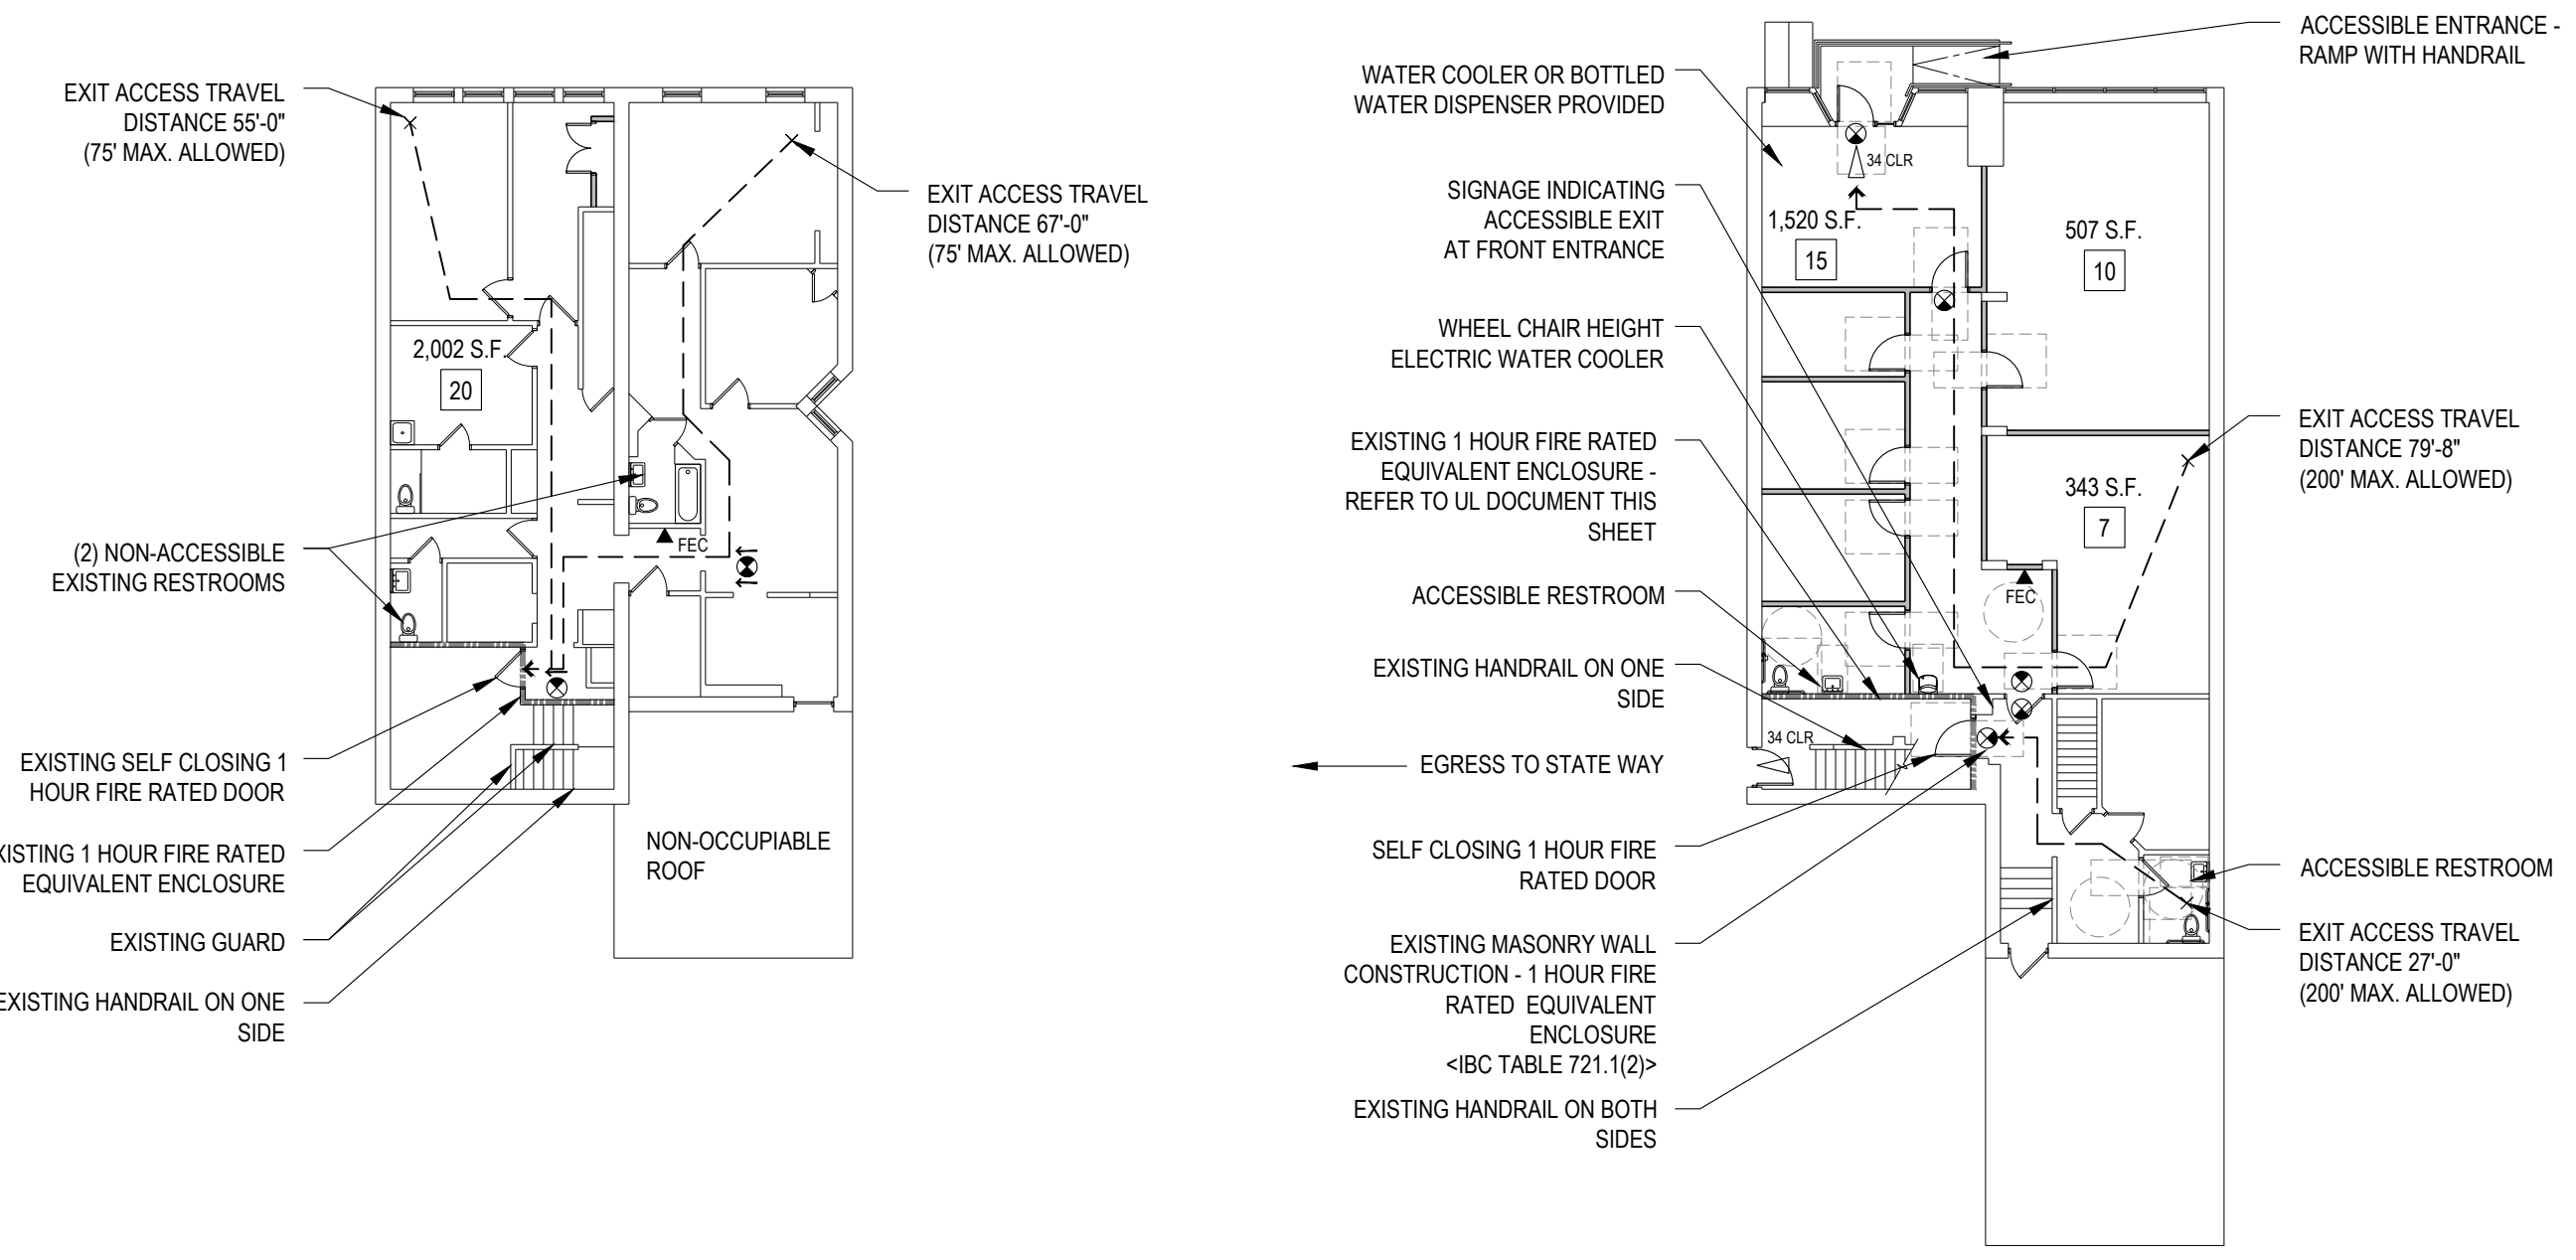 EXIT ACCESS TRAVEL
DISTANCE 55'-0"
(75' MAX. ALLOWED)
EXIT ACCESS TRAVEL
DISTANCE 67'-0"
(75' MAX. ALLOWED)
2,002 S.F.
20
(2) NON-ACCESSIBLE
EXISTING RESTROOMS
FEC
EXISTING SELF CLOSING 1
HOUR FIRE RATED DOOR
XISTING 1 HOUR FIRE RATED
EQUIVALENT ENCLOSURE
EXISTING GUARD
EXISTING HANDRAIL ON ONE
SIDE
NON-OCCUPIABLE
ROOF
WATER COOLER OR BOTTLED
WATER DISPENSER PROVIDED
SIGNAGE INDICATING
ACCESSIBLE EXIT
AT FRONT ENTRANCE
WHEEL CHAIR HEIGHT
ELECTRIC WATER COOLER
EXISTING 1 HOUR FIRE RATED
EQUIVALENT ENCLOSURE -
REFER TO UL DOCUMENT THIS
SHEET
ACCESSIBLE RESTROOM
EXISTING HANDRAIL ON ONE
SIDE
EGRESS TO STATE WAY
SELF CLOSING 1 HOUR FIRE
RATED DOOR
EXISTING MASONRY WALL
CONSTRUCTION - 1 HOUR FIRE
RATED EQUIVALENT
ENCLOSURE
<IBC TABLE 721.1(2)>
EXISTING HANDRAIL ON BOTH
SIDES
34 CLR
1,520 S.F.
15
507 S.F.
10
343 S.F.
7
FEC
34 CLR
ACCESSIBLE ENTRANCE -
RAMP WITH HANDRAIL
EXIT ACCESS TRAVEL
DISTANCE 79'-8"
(200' MAX. ALLOWED)
ACCESSIBLE RESTROOM
EXIT ACCESS TRAVEL
DISTANCE 27'-0"
(200' MAX. ALLOWED)